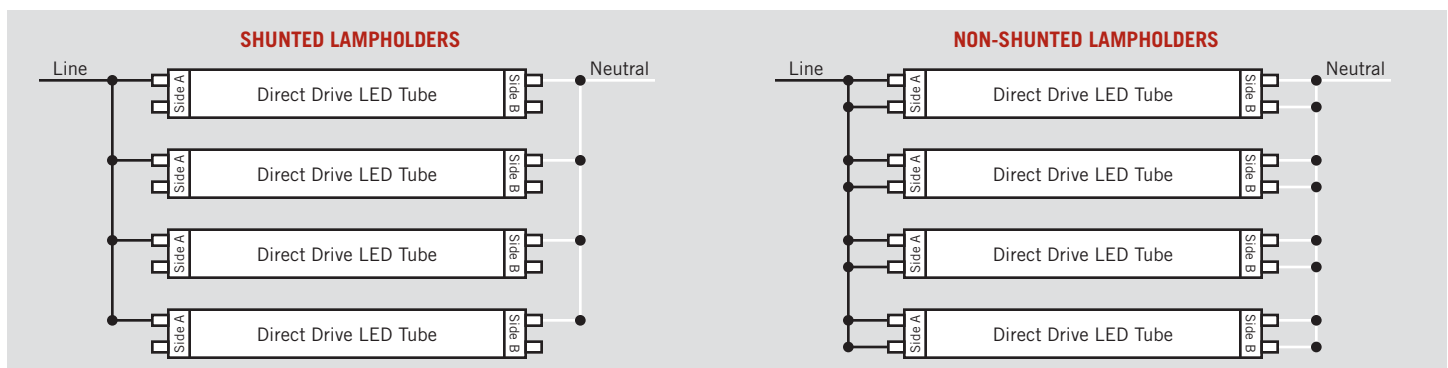 SHUNTED LAMPHOLDERS
Line
Neutral
Side A
Direct Drive LED Tube
Side B
Side A
Direct Drive LED Tube
Side B
Side A
Direct Drive LED Tube
Side B
Side A
Direct Drive LED Tube
Side B
NON-SHUNTED LAMPHOLDERS
Line
Neutral
Side A
Direct Drive LED Tube
Side B
Side A
Direct Drive LED Tube
Side B
Side A
Direct Drive LED Tube
Side B
Side A
Direct Drive LED Tube
Side B